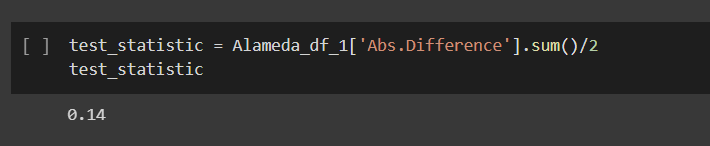 [ ] test_statistic = Alameda_df_1['Abs.Difference'].sum()/2
test_statistic
0.14